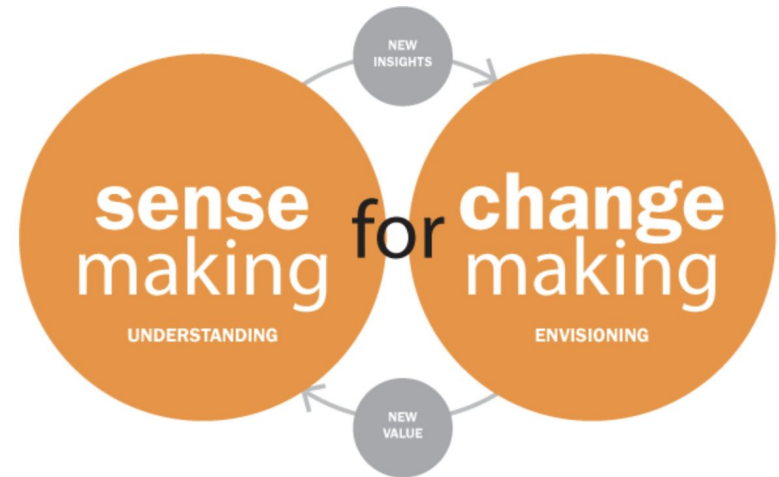 NEW
INSIGHTS
sense
making
UNDERSTANDING
for
change
making
ENVISIONING
NEW
VALUE